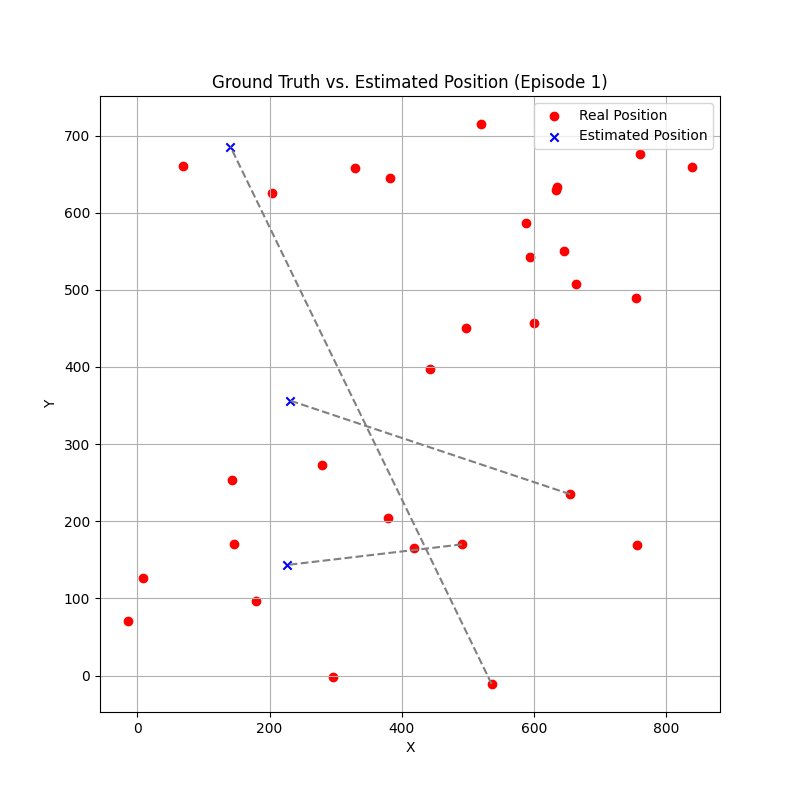 Ground Truth vs. Estimated Position (Episode 1)
Real Position
Estimated Position
700
600
500
400
300
200
100
0
Y
0
200
400
600
800
X